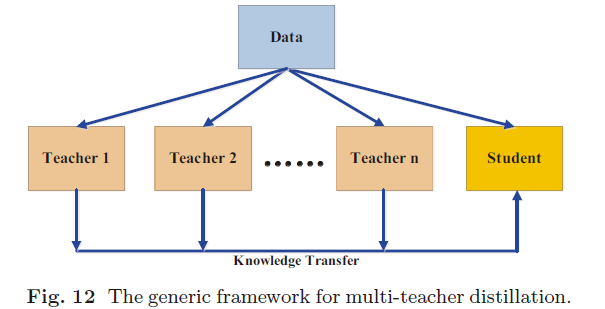 Data
Teacher 1
Teacher 2
......
Teacher n
Student
Knowledge Transfer
Fig. 12 The generic framework for multi-teacher distillation.